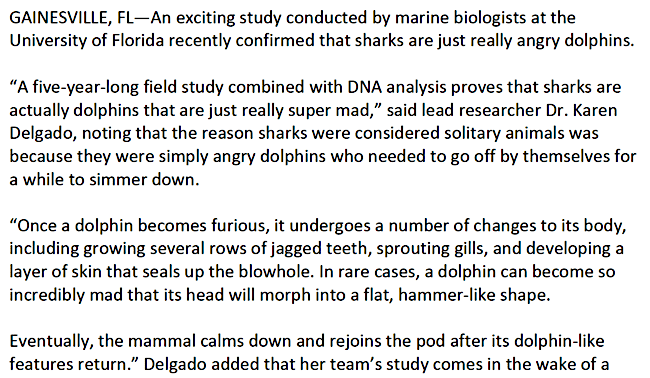 GAINESVILLE, FL—An exciting study conducted by marine biologists at the
University of Florida recently confirmed that sharks are just really angry dolphins.
“A five-year-long field study combined with DNA analysis proves that sharks are
actually dolphins that are just really super mad,” said lead researcher Dr. Karen
Delgado, noting that the reason sharks were considered solitary animals was
because they were simply angry dolphins who needed to go off by themselves for
a while to simmer down.
“Once a dolphin becomes furious, it undergoes a number of changes to its body,
including growing several rows of jagged teeth, sprouting gills, and developing a
layer of skin that seals up the blowhole. In rare cases, a dolphin can become so
incredibly mad that its head will morph into a flat, hammer-like shape.
Eventually, the mammal calms down and rejoins the pod after its dolphin-like
features return.” Delgado added that her team’s study comes in the wake of a